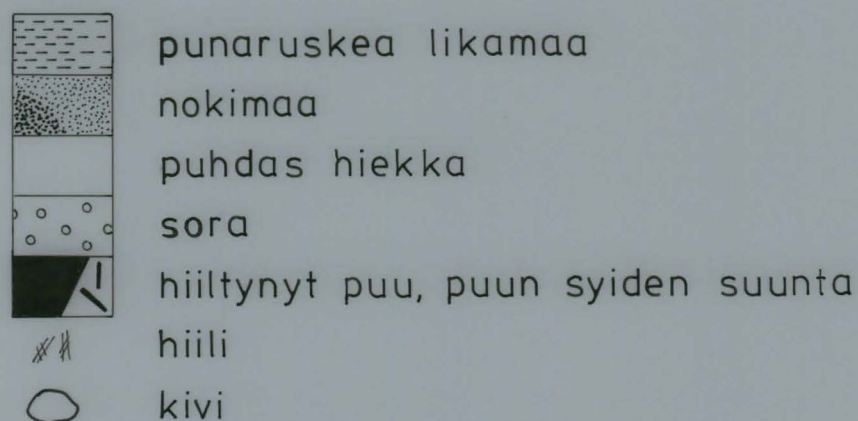 punaruskea likamaa
nokimaa
puhdas hiekka
sora
hiiltynyt puu, puun syiden suunta
hiili
kivi